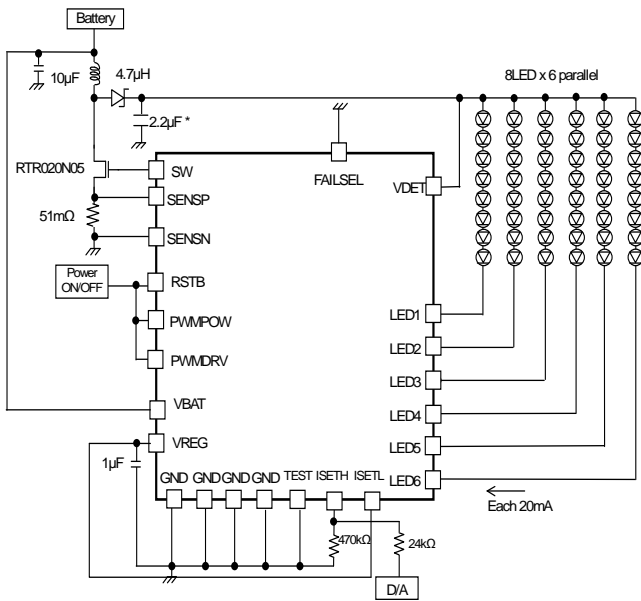 Battery
10μF
4.7μH
8LED x 6 parallel
2.2μF *
RTR020N05
SW
FAILSEL
SENSP
VDET
51mΩ
SENSN
Power
ON/OFF
RSTB
PWMPOW
LED1
LED2
PWMDRV
LED3
VBAT
LED4
VREG
LED5
1μF
GND GND GND GND TEST ISETH ISETL
LED6
Each 20mA
470kΩ
24kΩ
D/A